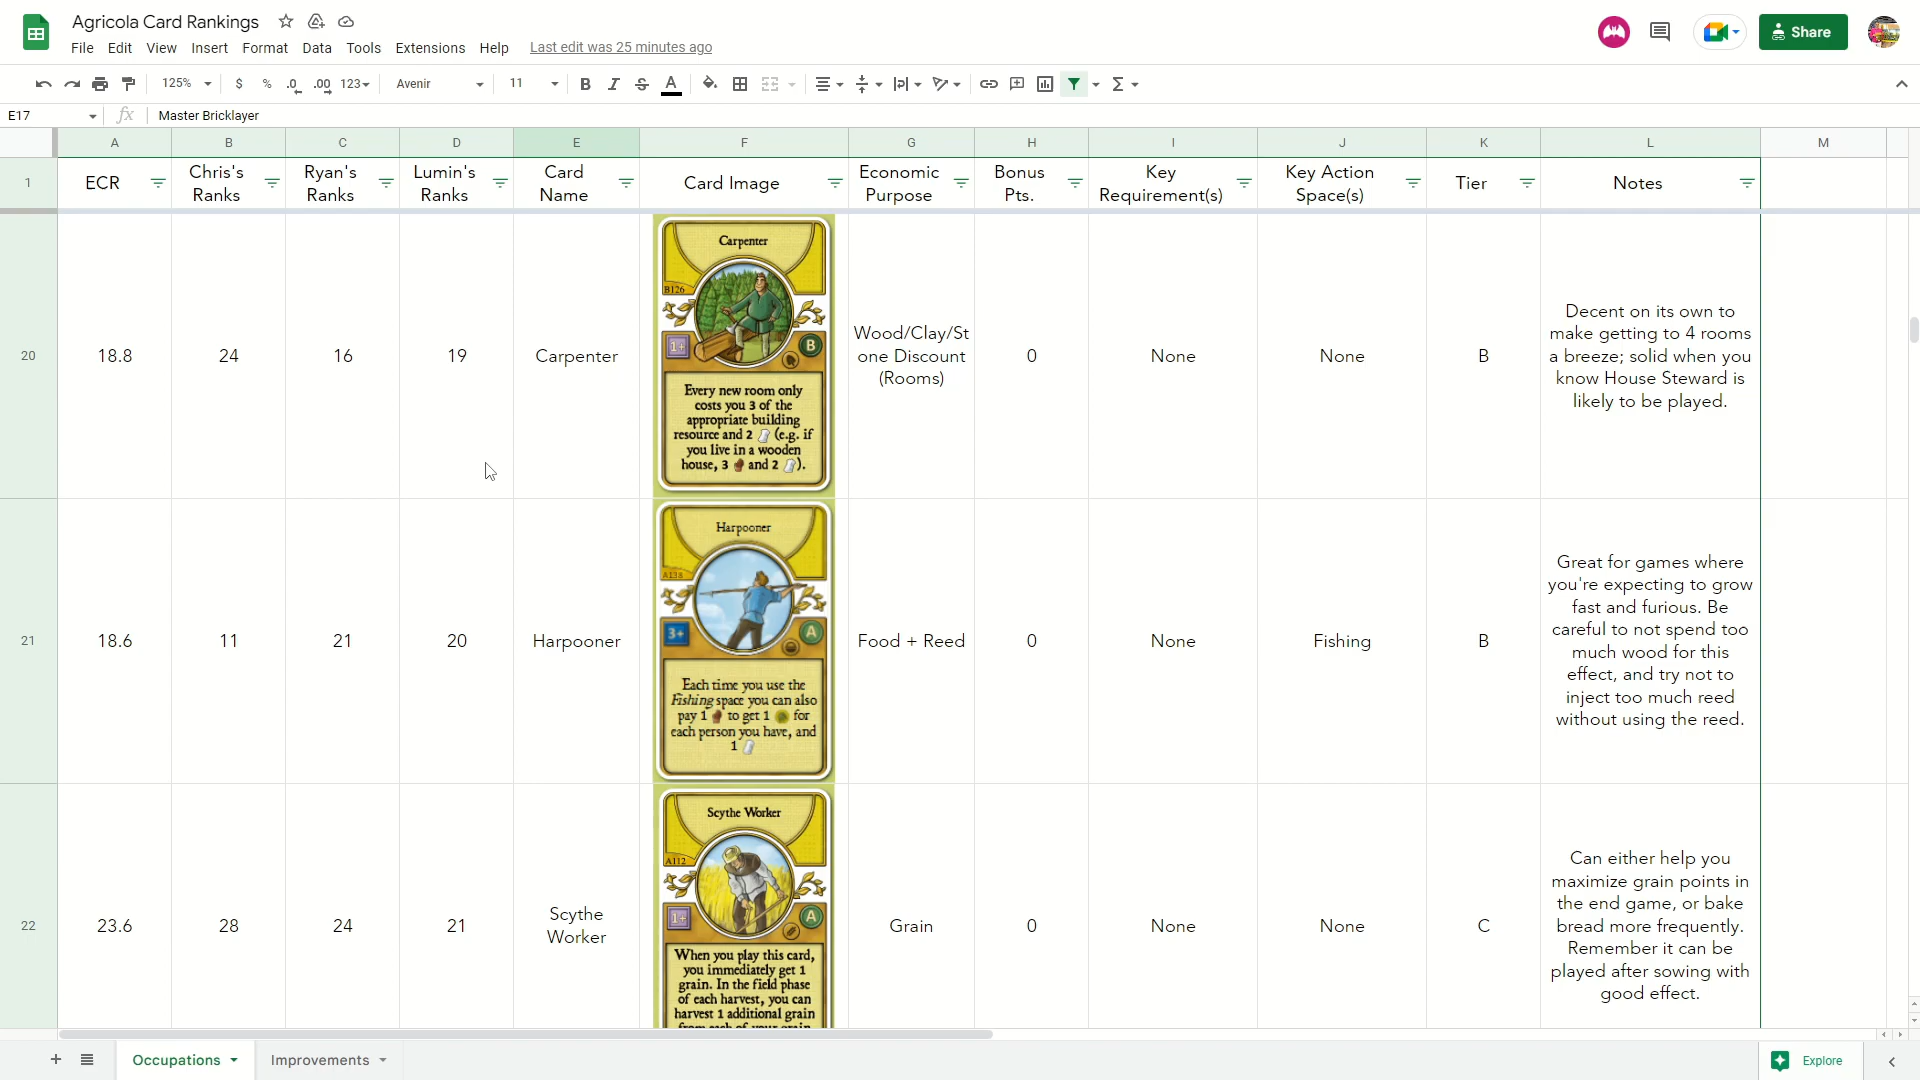 Agricola Card Rankings
File Edit View Insert Format Data Tools Extensions Help Last edit was 25 minutes ago
Share
125% $ % .0 .00 123 Avenir 11 B I S A
E17 fx Master Bricklayer
A B C D E F G H I J K L M
1 ECR Chris's Ranks Ryan's Ranks Lumin's Ranks Card Name Card Image Economic Purpose Bonus Pts. Key Requirement(s) Key Action Space(s) Tier Notes
20
18.8
24
16
19
Carpenter
Carpenter
B126
1+
B
Every new room only
costs you 3 of the
appropriate building
resource and 2 (e.g. if
you live in a wooden
house, 3 and 2 ).
Wood/Clay/St
one Discount
(Rooms)
0
None
None
B
Decent on its own to
make getting to 4 rooms
a breeze; solid when you
know House Steward is
likely to be played.
21
18.6
11
21
20
Harpooner
Harpooner
A138
3+
A
Each time you use the
Fishing space you can also
pay 1 to get 1 for
each person you have, and
1
Food + Reed
0
None
Fishing
B
Great for games where
you're expecting to grow
fast and furious. Be
careful to not spend too
much wood for this
effect, and try not to
inject too much reed
without using the reed.
22
23.6
28
24
21
Scythe
Worker
Scythe Worker
A112
1+
A
When you play this card,
you immediately get 1
grain. In the field phase
of each harvest, you can
harvest 1 additional grain
Grain
0
None
None
C
Can either help you
maximize grain points in
the end game, or bake
bread more frequently.
Remember it can be
played after sowing with
good effect.
Occupations Improvements Explore